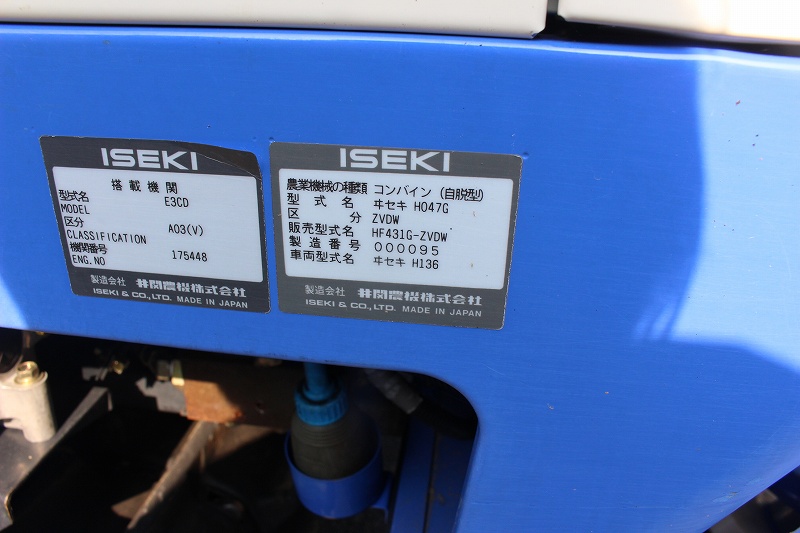 ISEKI
搭載機関
型式名 E3CD
MODEL
区分 A03(V)
CLASSIFICATION
機関番号 175448
ENG.NO
製造会社 井関農機株式会社
ISEKI & CO.,LTD. MADE IN JAPAN
ISEKI
農業機械の種類 コンバイン (自脱型)
型式名 ヰセキ HO47G
区分 ZVDW
販売型式名 HF431G-ZVDW
製造番号 000095
車両型式名 ヰセキ H136
製造会社 井関農機株式会社
ISEKI & CO.,LTD. MADE IN JAPAN